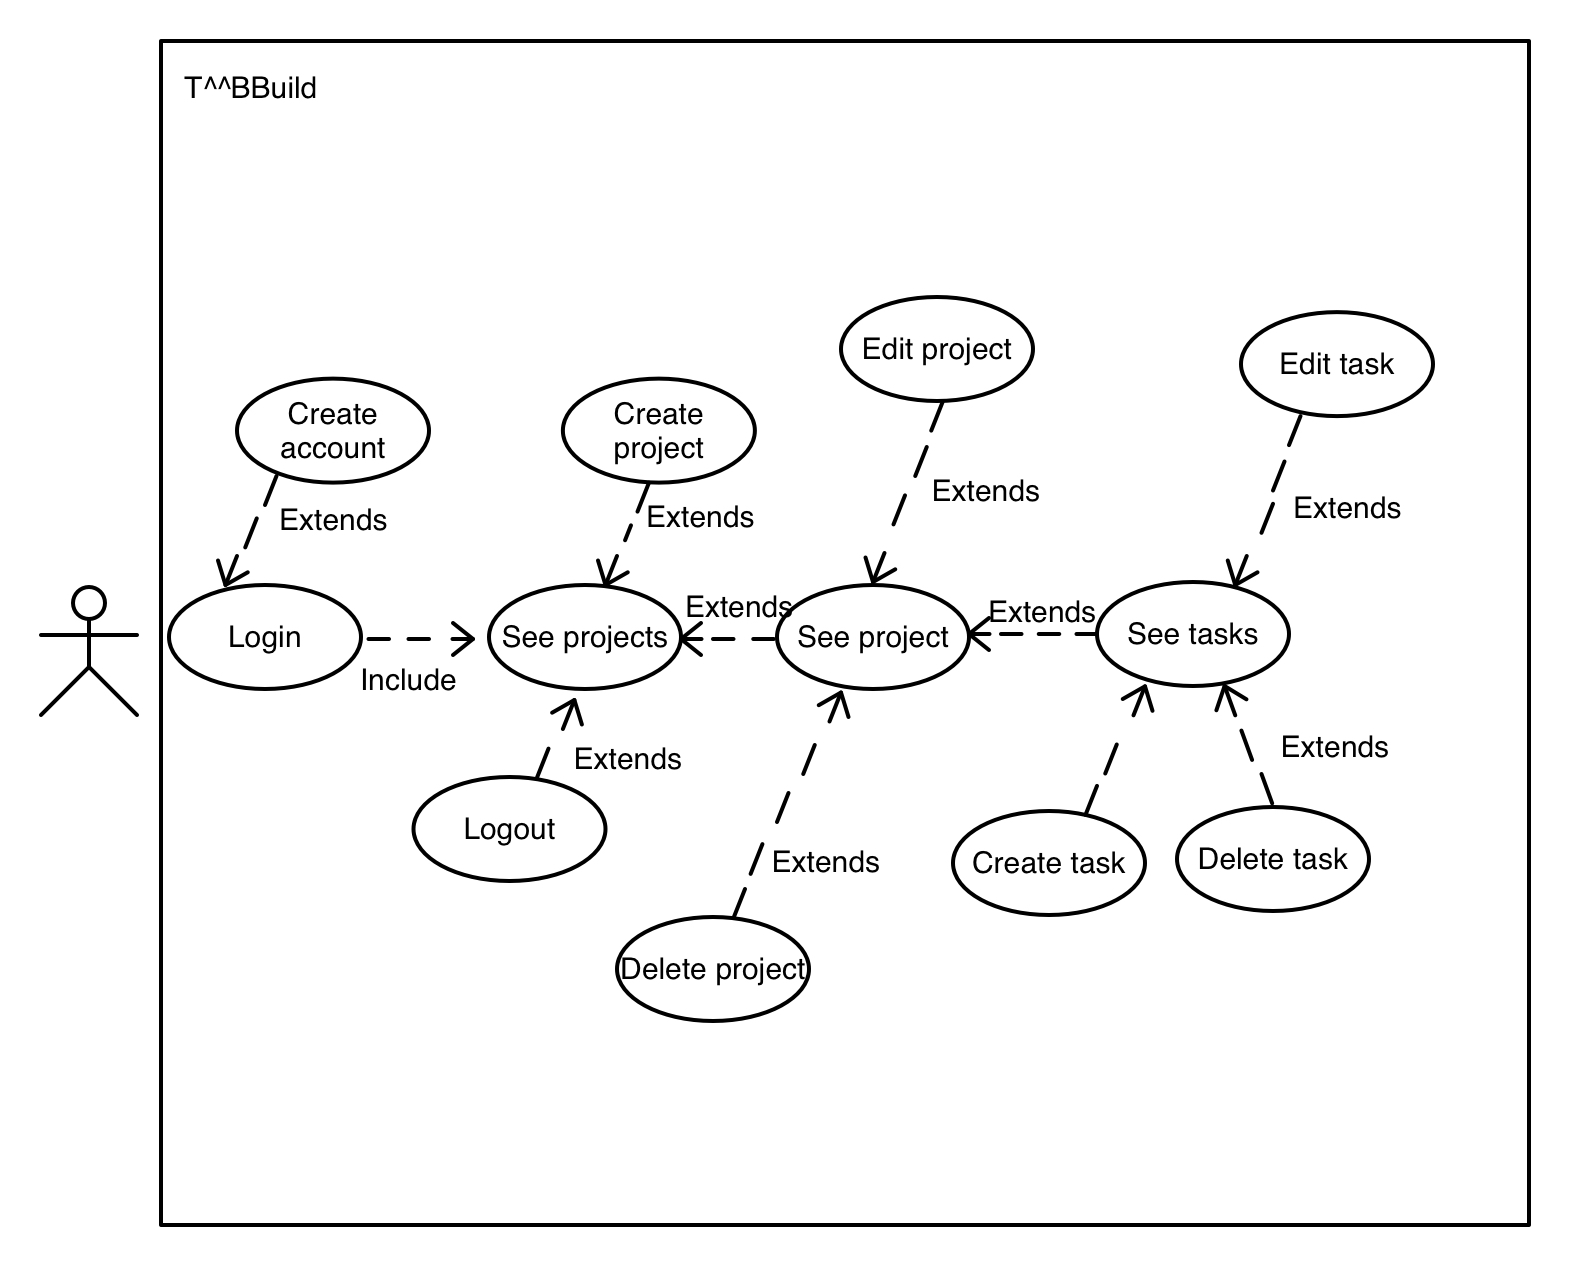 T^^BBuild
Edit project
Edit task
Create
account
Create
project
Extends
Extends
Extends
Extends
Extends
Extends
Login
See projects
See project
See tasks
Include
Extends
Extends
Logout
Extends
Create task
Delete task
Delete project